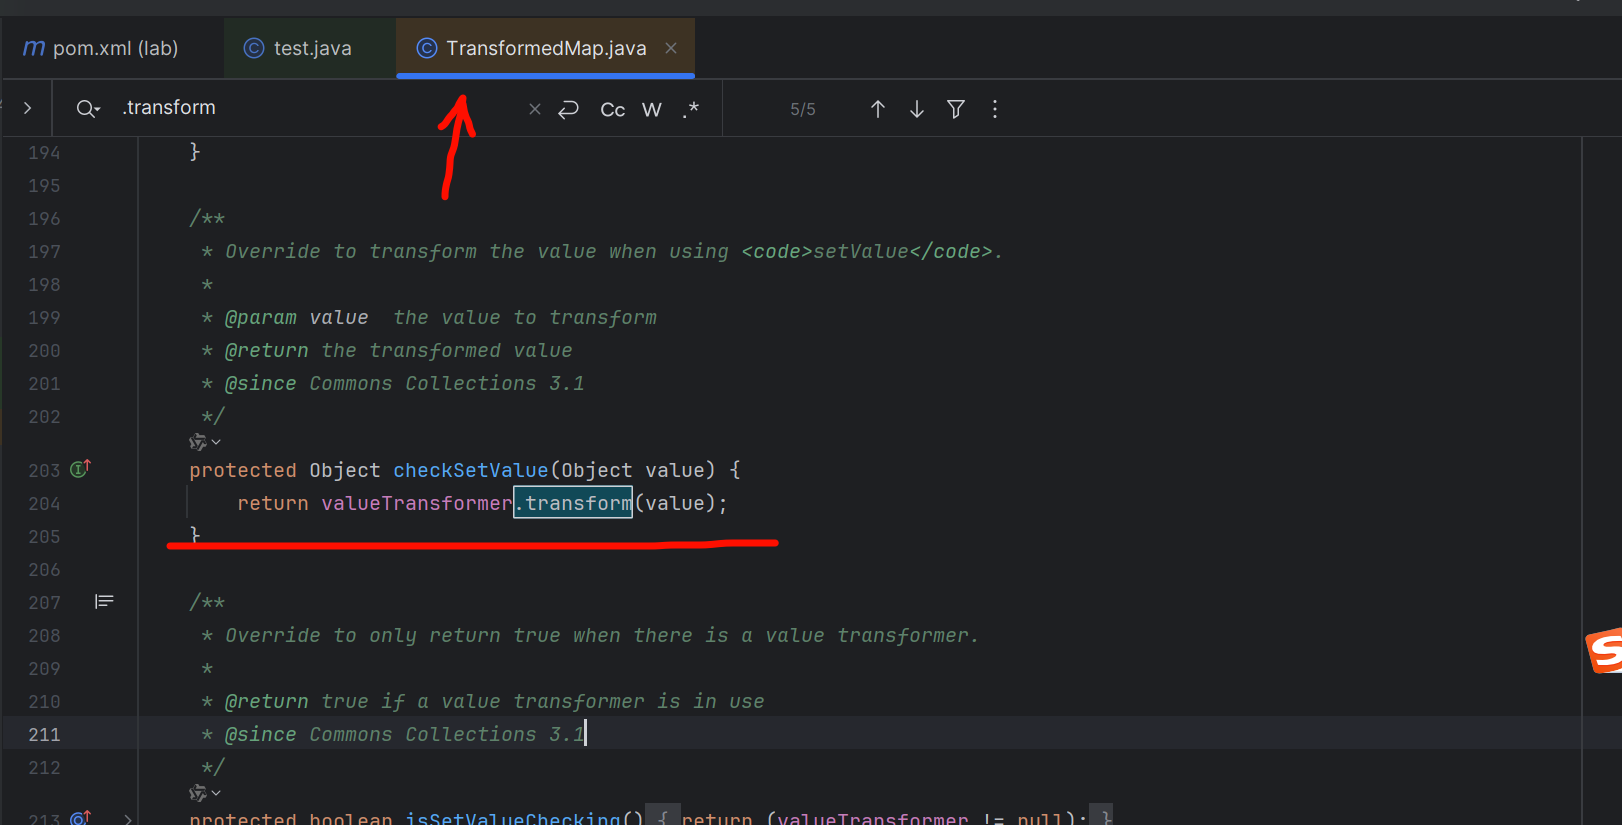 m pom.xml (lab) © test.java © TransformedMap.java ×
.transform × Cc W .* 5/5
194 }
195
196 /**
197 * Override to transform the value when using <code>setValue</code>.
198 *
199 * @param value  the value to transform
200 * @return the transformed value
201 * @since Commons Collections 3.1
202 */
203 protected Object checkSetValue(Object value) {
204 return valueTransformer.transform(value);
205 }
206
207 /**
208 * Override to only return true when there is a value transformer.
209 *
210 * @return true if a value transformer is in use
211 * @since Commons Collections 3.1
212 */
213 protected boolean isSetValueChecking() { return (valueTransformer != null); }